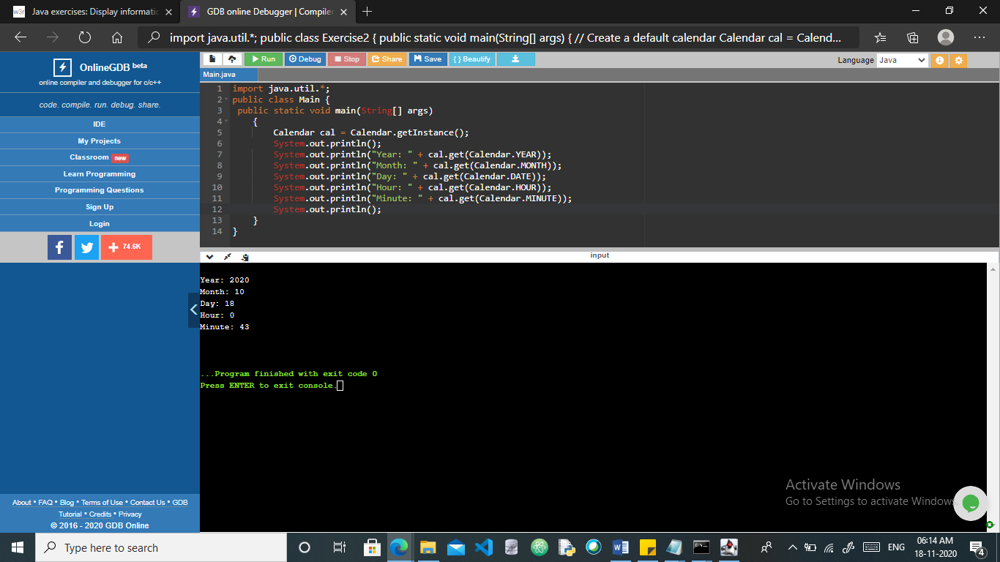 w3r Java exercises: Display informatic
GDB online Debugger | Compiler
import java.util.*; public class Exercise2 { public static void main(String[] args) { // Create a default calendar Calendar cal = Calend...
OnlineGDB beta
online compiler and debugger for c/c++
code. compile. run. debug. share.
IDE
My Projects
Classroom new
Learn Programming
Programming Questions
Sign Up
Login
f + 74.6K
Run Debug Stop Share Save { } Beautify
Language Java
Main.java
1 import java.util.*;
2 public class Main {
3 public static void main(String[] args)
4 {
5 Calendar cal = Calendar.getInstance();
6 System.out.println();
7 System.out.println("Year: " + cal.get(Calendar.YEAR));
8 System.out.println("Month: " + cal.get(Calendar.MONTH));
9 System.out.println("Day: " + cal.get(Calendar.DATE));
10 System.out.println("Hour: " + cal.get(Calendar.HOUR));
11 System.out.println("Minute: " + cal.get(Calendar.MINUTE));
12 System.out.println();
13 }
14 }
input
Year: 2020
Month: 10
Day: 18
Hour: 0
Minute: 43
...Program finished with exit code 0
Press ENTER to exit console.
Activate Windows
Go to Settings to activate Windows.
About • FAQ • Blog • Terms of Use • Contact Us • GDB
Tutorial • Credits • Privacy
© 2016 - 2020 GDB Online
Type here to search
ENG
06:14 AM
18-11-2020
4